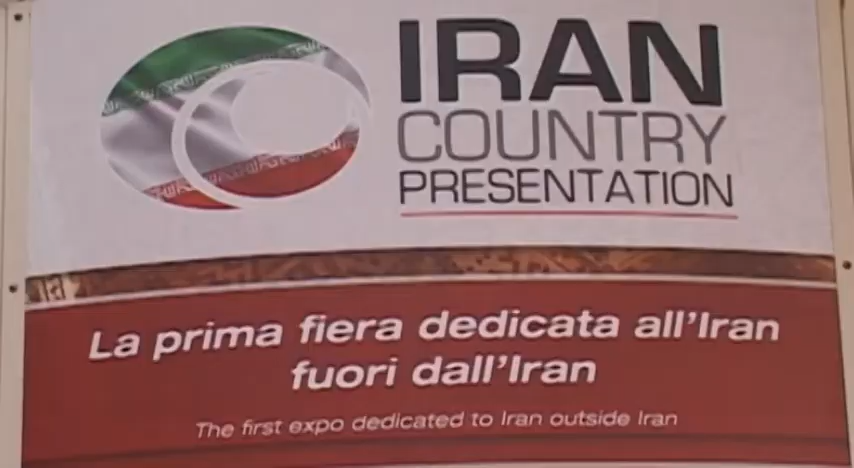 IRAN
COUNTRY
PRESENTATION
La prima fiera dedicata all'Iran
fuori dall'Iran
The first expo dedicated to Iran outside Iran